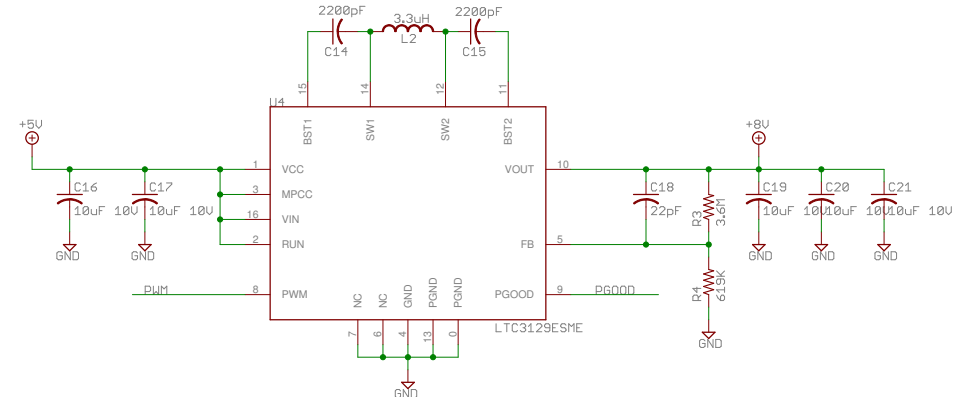 2200pF 3.3uH 2200pF
C14 L2 C15
15 14 12 11
U4
BST1 SW1 SW2 BST2
+5V +8V
1 VCC VOUT 10
C16 C17 C18 C19 C20 C21
3 MPCC
10uF 10V 10uF 10V 22pF R3 3.6M 10uF 10V 10uF 10V 10uF 10V
16 VIN
2 RUN FB 5
GND GND GND GND GND
PWM 8 PWM PGOOD 9 PGOOD R4 619K
NC NC GND PGND PGND
7 6 4 13 0
LTC3129ESME
GND
GND